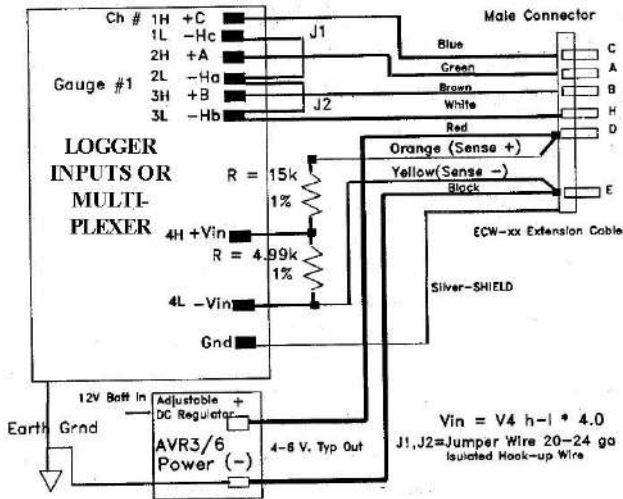 Ch # 1H +C
1L -Hc
2H +A
2L -Ha
3H +B
3L -Hb
J1
J2
Gauge #1
LOGGER
INPUTS OR
MULTI-
PLEXER
4H +Vin
4L -Vin
Gnd
R = 15k
1%
R = 4.99k
1%
Male Connector
Blue
Green
Brown
White
Red
Orange (Sense +)
Yellow(Sense -)
Black
C
A
B
H
D
E
ECW-xx Extension Cable
Silver-SHIELD
12V Batt In
Adjustable +
DC Regulator
AVR3/6
Power (-)
4-6 V. Typ Out
Earth Grnd
Vin = V4 h-l * 4.0
J1,J2=Jumper Wire 20-24 ga
Isulated Hook-up Wire